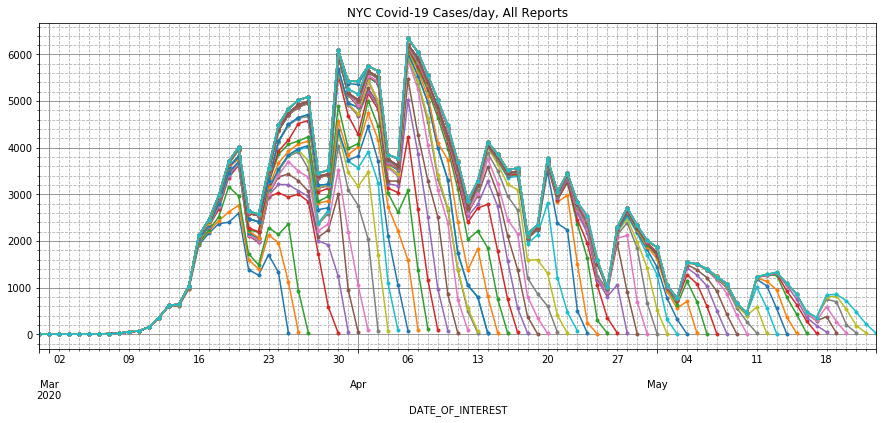 NYC Covid-19 Cases/day, All Reports
6000
5000
4000
3000
2000
1000
0
02 09 16 23 30 06 13 20 27 04 11 18
Mar Apr May
2020
DATE_OF_INTEREST